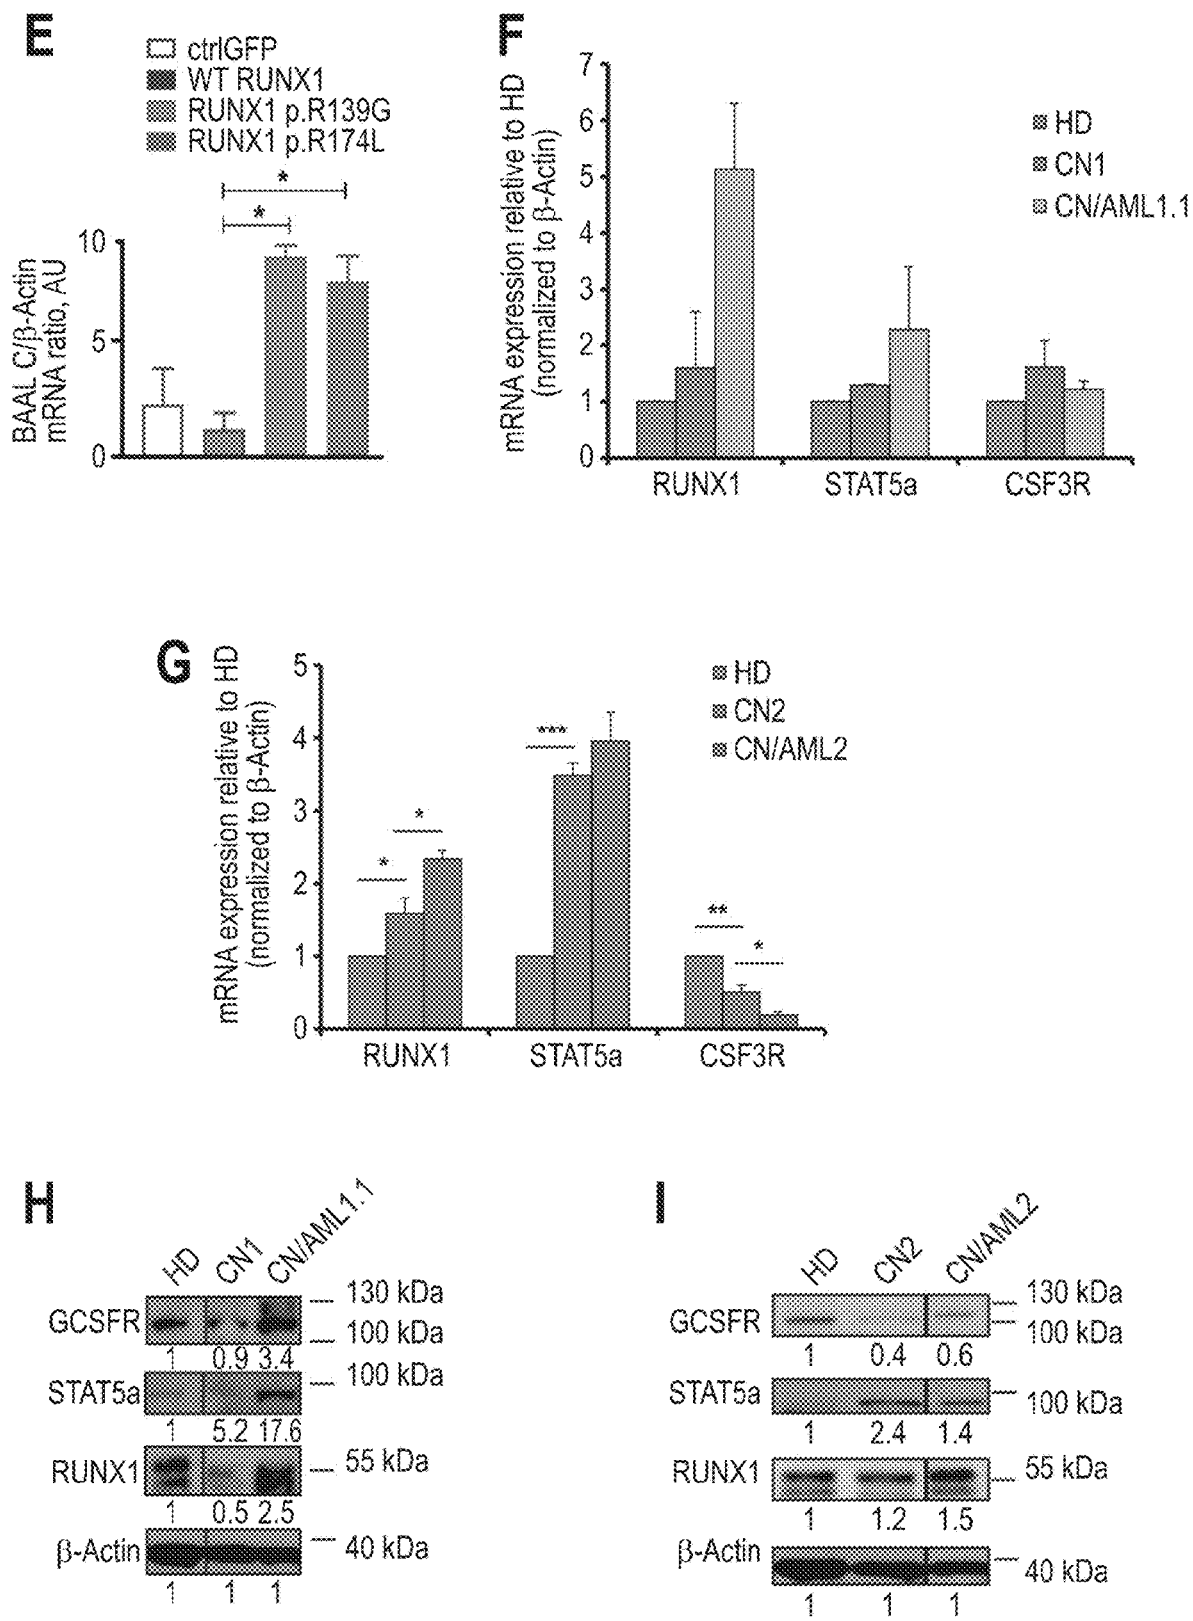 E
ctrlGFP
WT RUNX1
RUNX1 p.R139G
RUNX1 p.R174L
*
*
BAAL C/β-Actin
mRNA ratio, AU
10
5
0
F
mRNA expression relative to HD
(normalized to β-Actin)
7
6
5
4
3
2
1
0
HD
CN1
CN/AML1.1
RUNX1 STAT5a CSF3R
G
mRNA expression relative to HD
(normalized to β-Actin)
5
4
3
2
1
0
HD
CN2
CN/AML2
***
*
*
**
*
RUNX1 STAT5a CSF3R
H
HD CN1 CN/AML1.1
GCSFR 130 kDa
100 kDa
1 0.9 3.4
STAT5a 100 kDa
1 5.2 17.6
RUNX1 55 kDa
1 0.5 2.5
β-Actin 40 kDa
1 1 1
I
HD CN2 CN/AML2
GCSFR 130 kDa
100 kDa
1 0.4 0.6
STAT5a 100 kDa
1 2.4 1.4
RUNX1 55 kDa
1 1.2 1.5
β-Actin 40 kDa
1 1 1